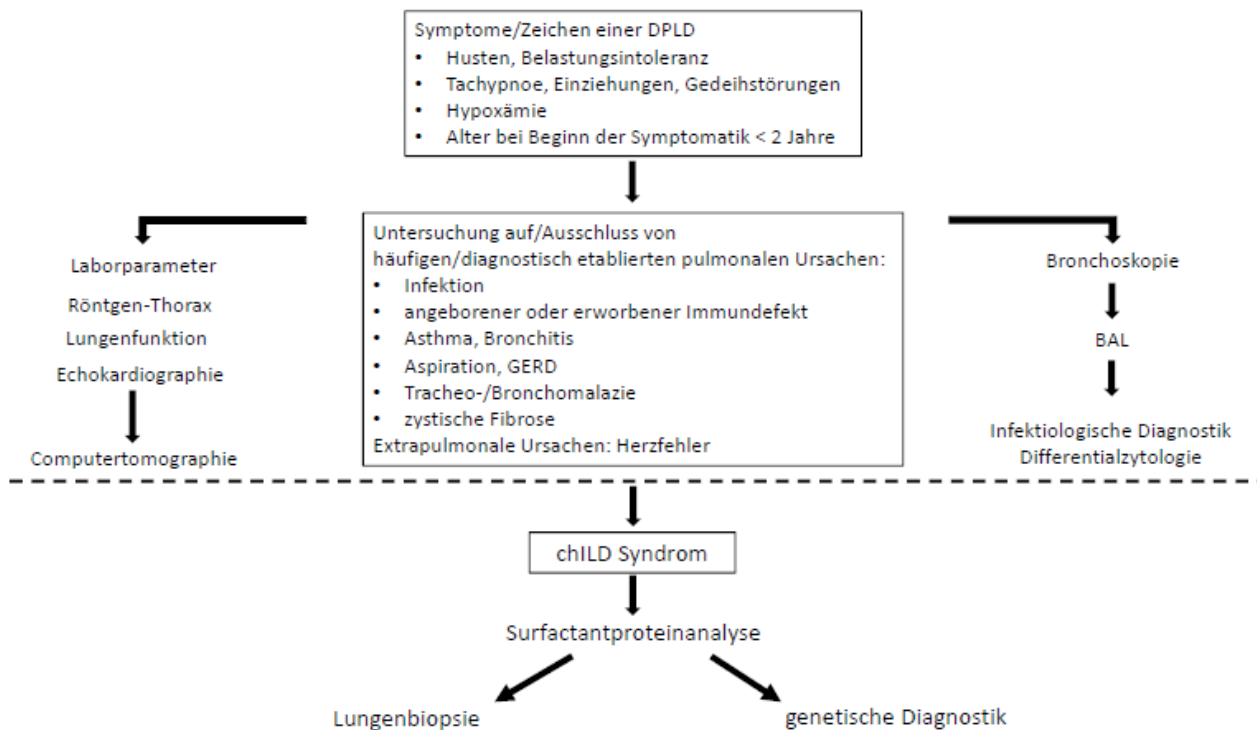 Symptome/Zeichen einer DPLD
• Husten, Belastungsintoleranz
• Tachypnoe, Einziehungen, Gedeihstörungen
• Hypoxämie
• Alter bei Beginn der Symptomatik < 2 Jahre
Laborparameter
Röntgen-Thorax
Lungenfunktion
Echokardiographie
Computertomographie
Untersuchung auf/Ausschluss von
häufigen/diagnostisch etablierten pulmonalen Ursachen:
• Infektion
• angeborener oder erworbener Immundefekt
• Asthma, Bronchitis
• Aspiration, GERD
• Tracheo-/Bronchomalazie
• zystische Fibrose
Extrapulmonale Ursachen: Herzfehler
Bronchoskopie
BAL
Infektiologische Diagnostik
Differentialzytologie
chILD Syndrom
Surfactantproteinanalyse
Lungenbiopsie
genetische Diagnostik